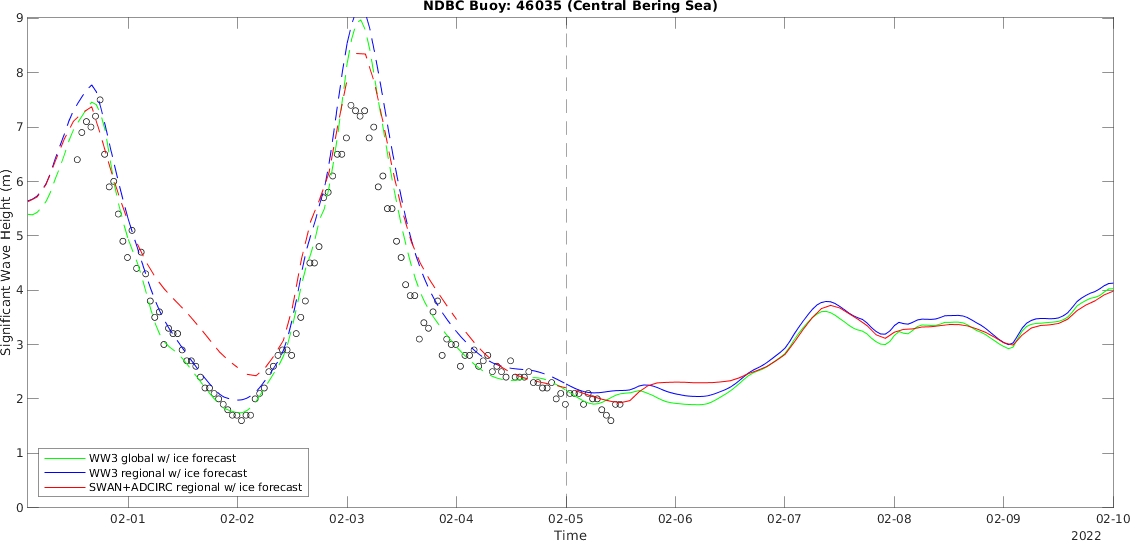 NDBC Buoy: 46035 (Central Bering Sea)
9
8
7
6
5
4
3
2
1
0
Significant Wave Height (m)
WW3 global w/ ice forecast
WW3 regional w/ ice forecast
SWAN+ADCIRC regional w/ ice forecast
02-01 02-02 02-03 02-04 02-05 02-06 02-07 02-08 02-09 02-10
Time
2022